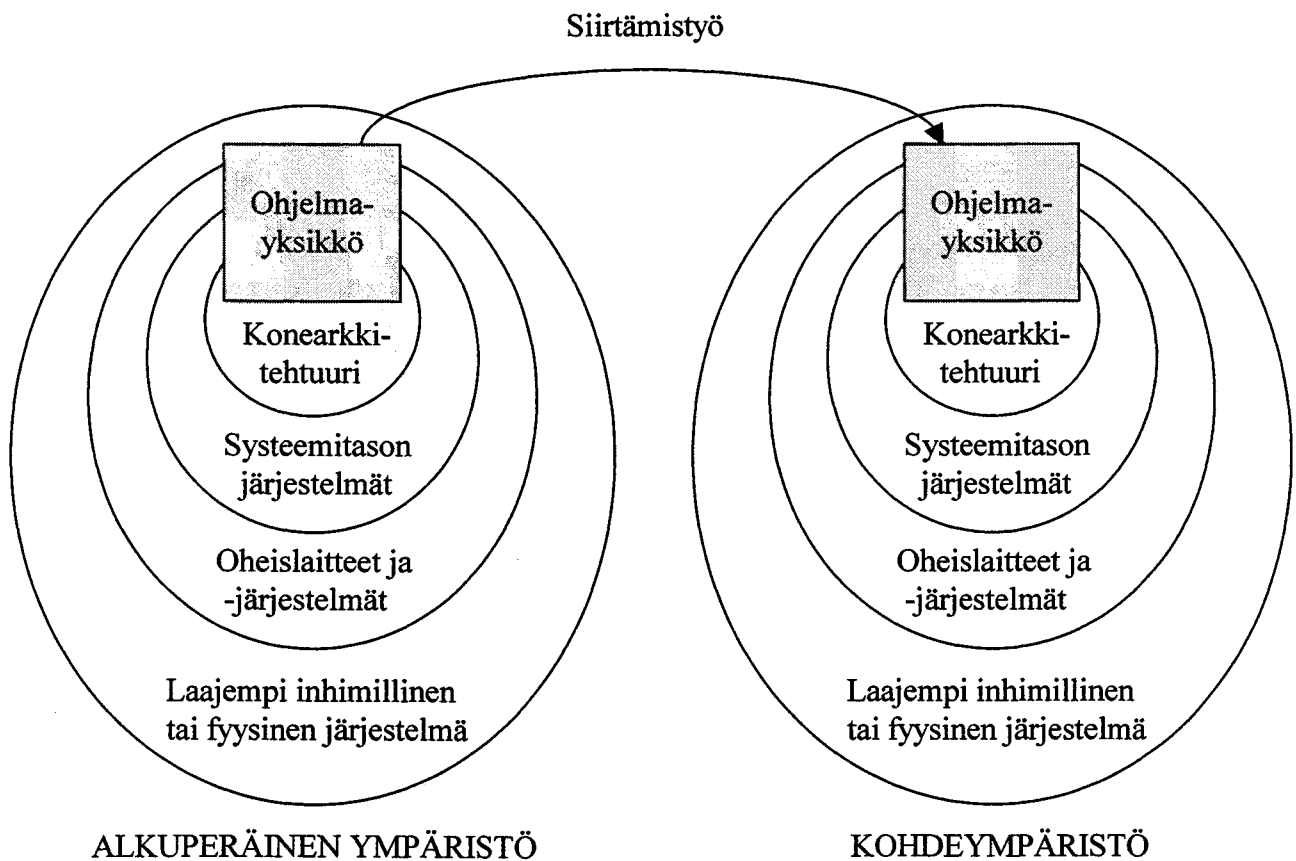 Siirtämistyö
Ohjelma-
yksikkö
Konearkki-
tehtuuri
Systeemitason
järjestelmät
Oheislaitteet ja
-järjestelmät
Laajempi inhimillinen
tai fyysinen järjestelmä
ALKUPERÄINEN YMPÄRISTÖ
Ohjelma-
yksikkö
Konearkki-
tehtuuri
Systeemitason
järjestelmät
Oheislaitteet ja
-järjestelmät
Laajempi inhimillinen
tai fyysinen järjestelmä
KOHDEYMPÄRISTÖ